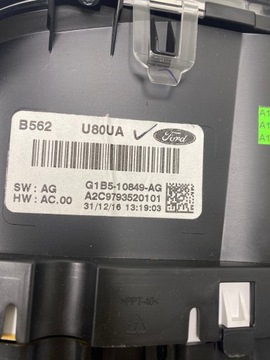 B562 U80UA Ford
SW: AG G1B5-10849-AG
HW: AC.00 A2C9793520101
31/12/16 13:19:03